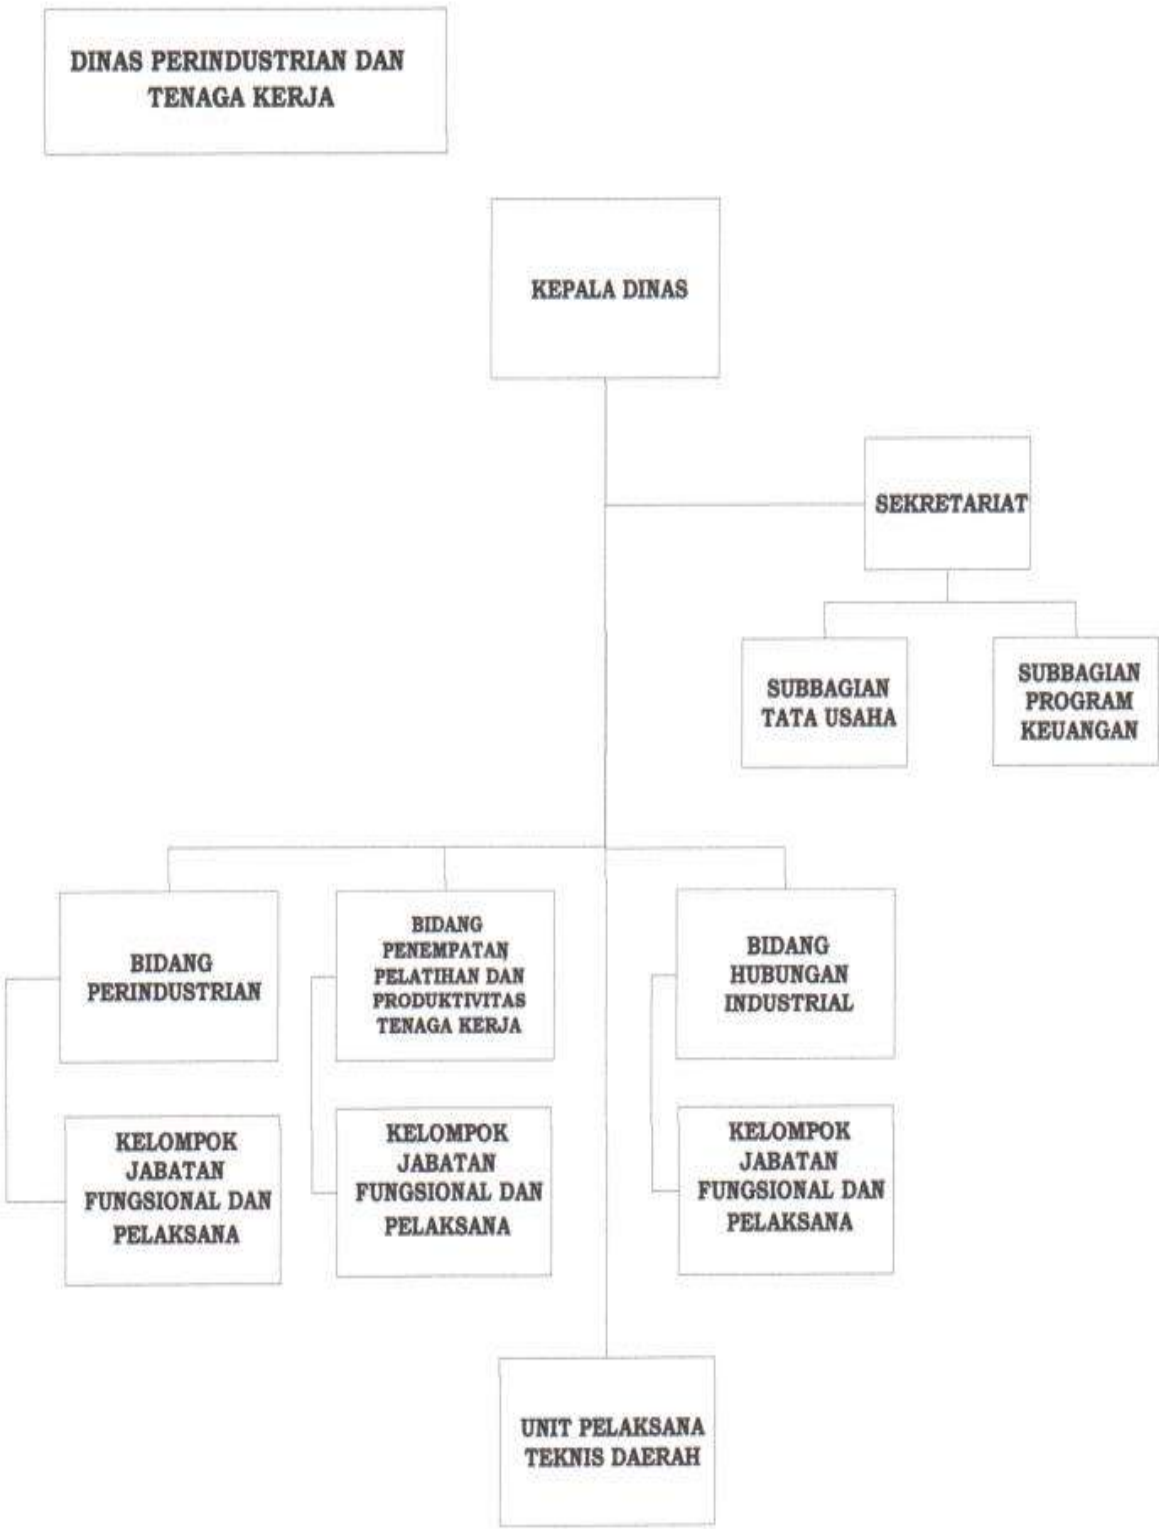 DINAS PERINDUSTRIAN DAN
TENAGA KERJA
KEPALA DINAS
SEKRETARIAT
SUBBAGIAN
TATA USAHA
SUBBAGIAN
PROGRAM
KEUANGAN
BIDANG
PERINDUSTRIAN
BIDANG
PENEMPATAN
PELATIHAN DAN
PRODUKTIVITAS
TENAGA KERJA
BIDANG
HUBUNGAN
INDUSTRIAL
KELOMPOK
JABATAN
FUNGSIONAL DAN
PELAKSANA
KELOMPOK
JABATAN
FUNGSIONAL DAN
PELAKSANA
KELOMPOK
JABATAN
FUNGSIONAL DAN
PELAKSANA
UNIT PELAKSANA
TEKNIS DAERAH